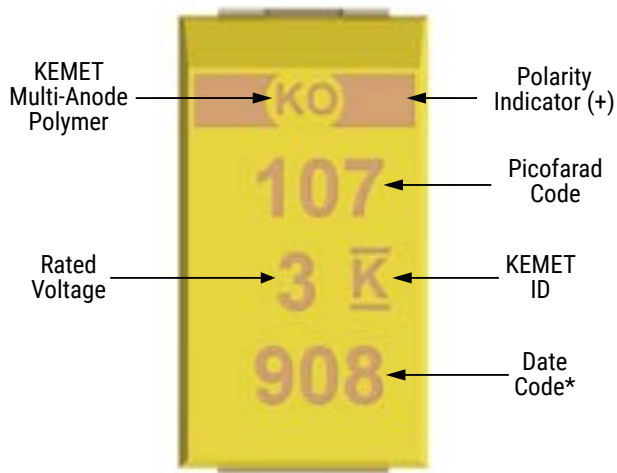 KEMET
Multi-Anode
Polymer
KO
Polarity
Indicator (+)
107
Picofarad
Code
Rated
Voltage
3 K
KEMET
ID
908
Date
Code*